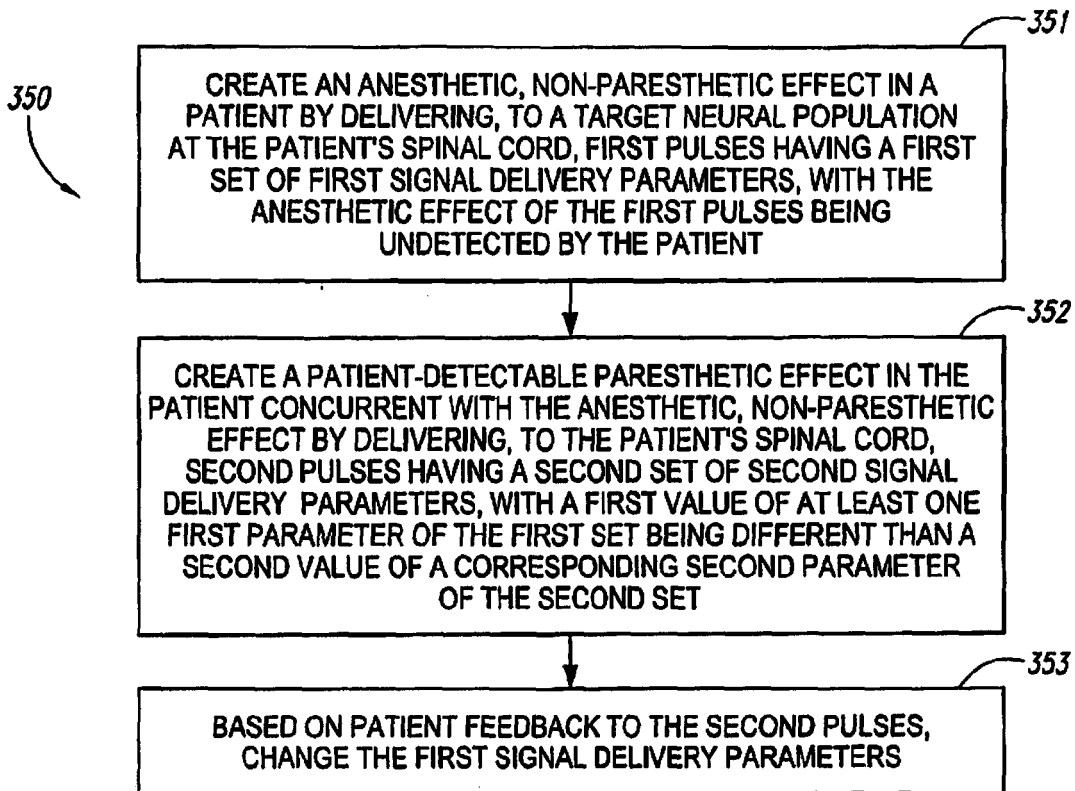 351
350
CREATE AN ANESTHETIC, NON-PARESTHETIC EFFECT IN A
PATIENT BY DELIVERING, TO A TARGET NEURAL POPULATION
AT THE PATIENT'S SPINAL CORD, FIRST PULSES HAVING A FIRST
SET OF FIRST SIGNAL DELIVERY PARAMETERS, WITH THE
ANESTHETIC EFFECT OF THE FIRST PULSES BEING
UNDETECTED BY THE PATIENT
352
CREATE A PATIENT-DETECTABLE PARESTHETIC EFFECT IN THE
PATIENT CONCURRENT WITH THE ANESTHETIC, NON-PARESTHETIC
EFFECT BY DELIVERING, TO THE PATIENT'S SPINAL CORD,
SECOND PULSES HAVING A SECOND SET OF SECOND SIGNAL
DELIVERY PARAMETERS, WITH A FIRST VALUE OF AT LEAST ONE
FIRST PARAMETER OF THE FIRST SET BEING DIFFERENT THAN A
SECOND VALUE OF A CORRESPONDING SECOND PARAMETER
OF THE SECOND SET
353
BASED ON PATIENT FEEDBACK TO THE SECOND PULSES,
CHANGE THE FIRST SIGNAL DELIVERY PARAMETERS